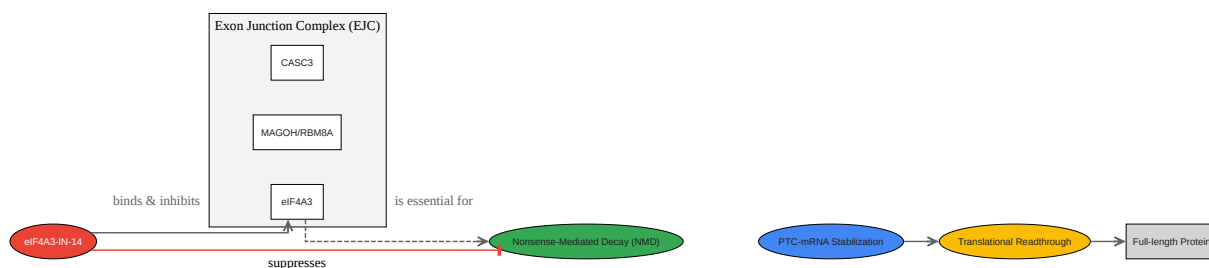 Exon Junction Complex (EJC)
CASC3
MAGOH/RBM8A
binds & inhibits
eIF4A3
is essential for
eIF4A3-IN-14
Nonsense-Mediated Decay (NMD)
PTC-mRNA Stabilization
Translational Readthrough
Full-length Protein
suppresses